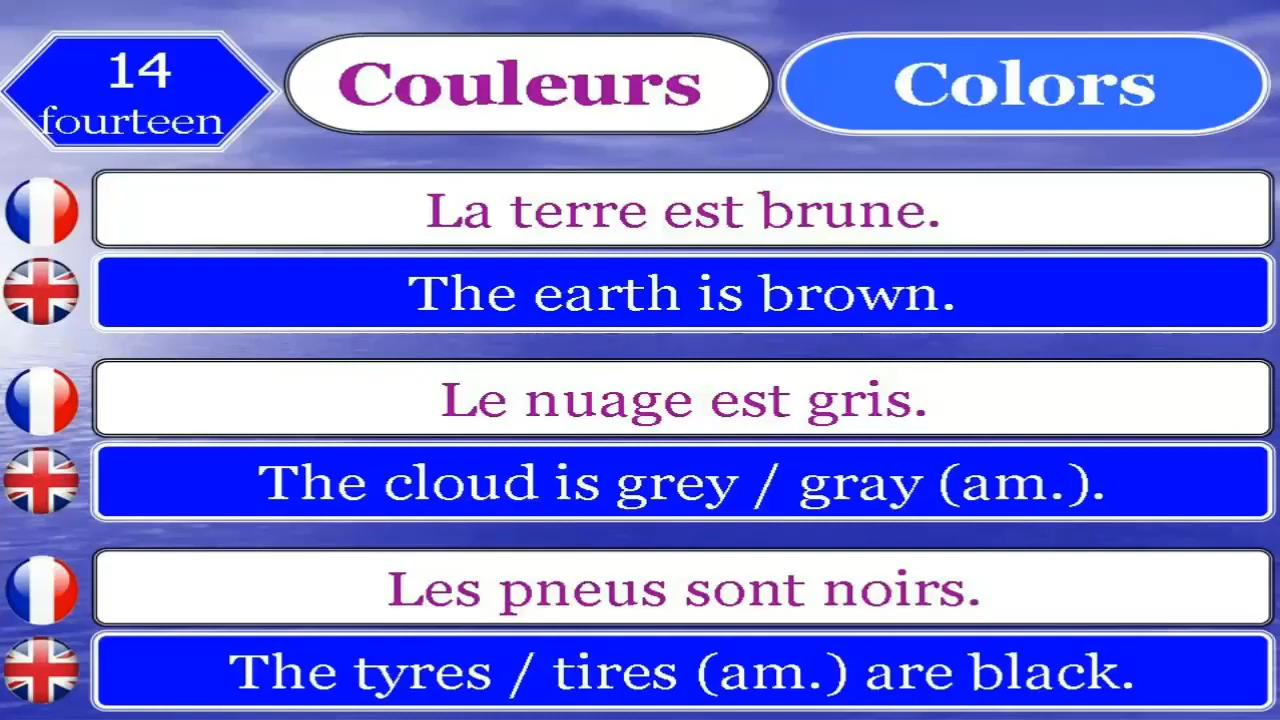 14
fourteen
Couleurs
Colors
La terre est brune.
The earth is brown.
Le nuage est gris.
The cloud is grey / gray (am.).
Les pneus sont noirs.
The tyres / tires (am.) are black.